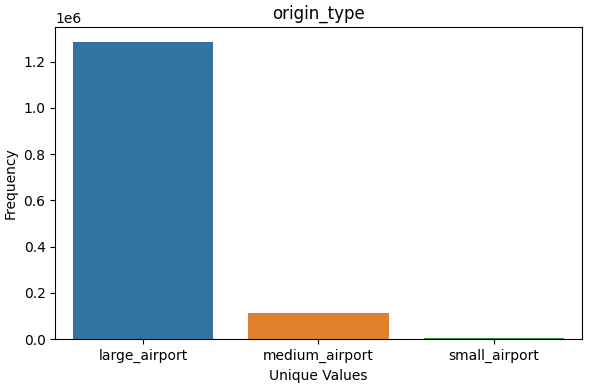 origin_type
1e6
1.2
1.0
0.8
0.6
0.4
0.2
0.0
Frequency
large_airport medium_airport small_airport
Unique Values